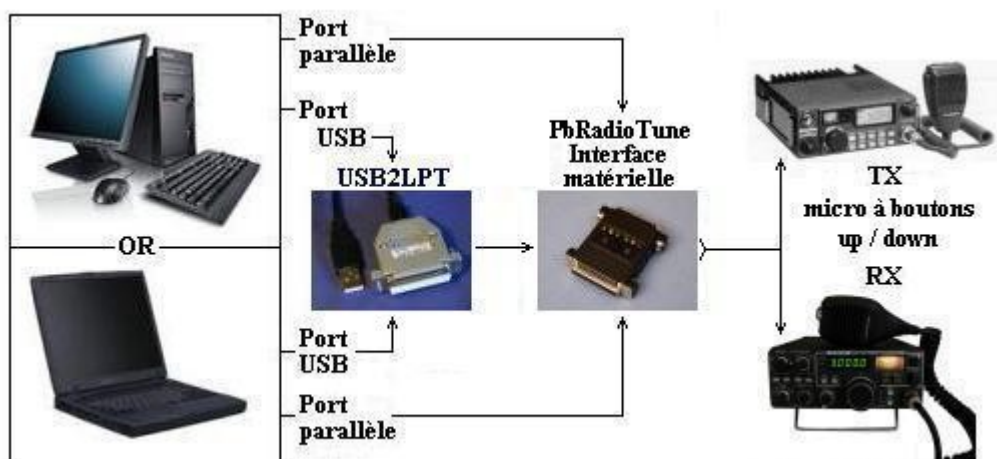 Port
parallèle
Port
USB
USB2LPT
PbRadioTune
Interface
matérielle
OR
TX
micro à boutons
up / down
RX
Port
USB
Port
parallèle